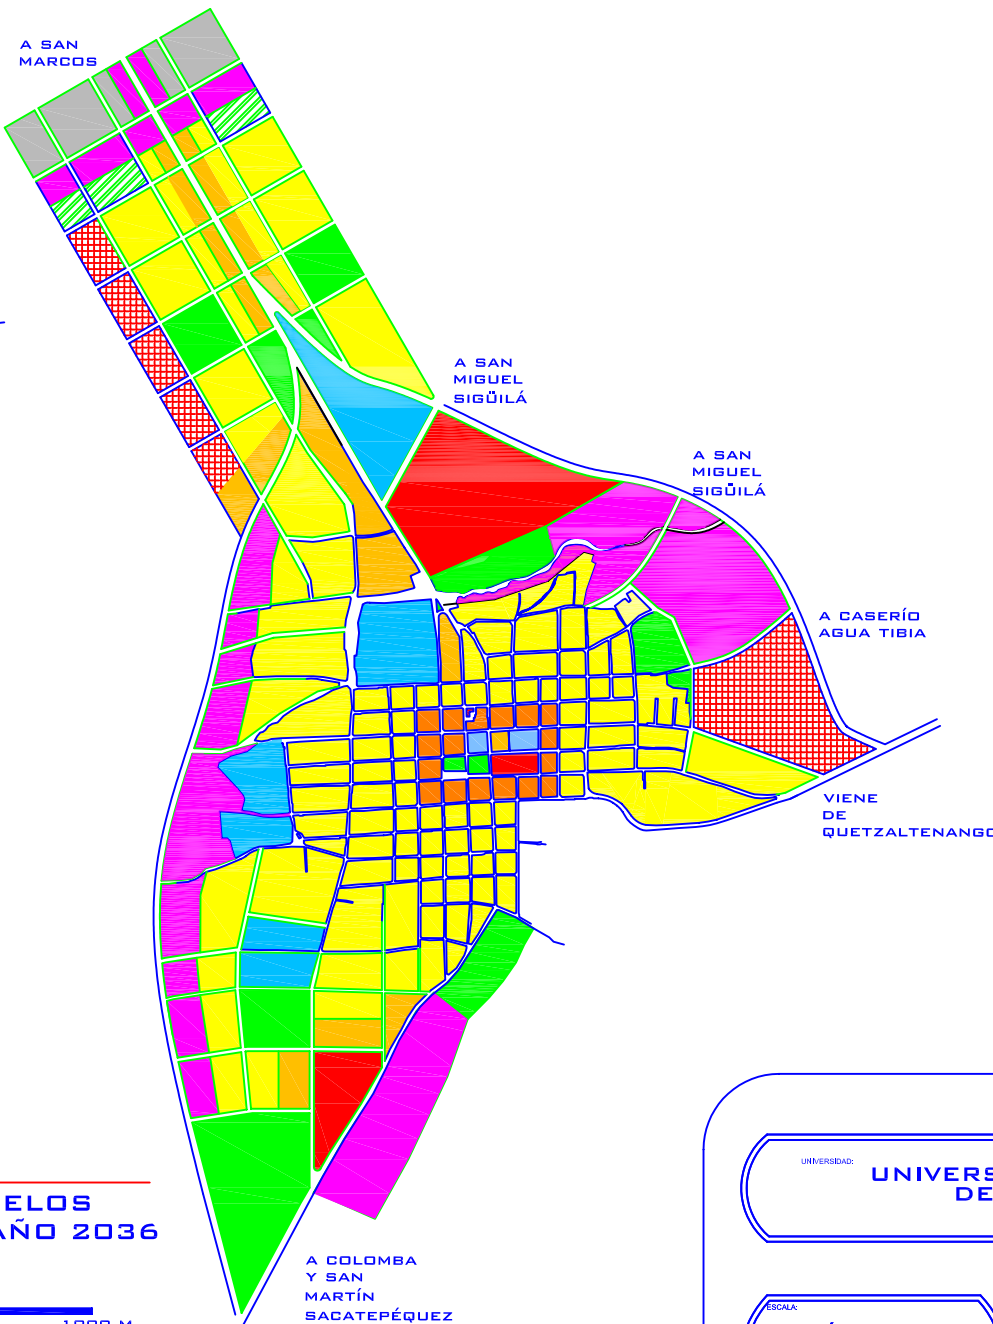 A SAN
MARCOS
A SAN
MIGUEL
SIGÜILÁ
A SAN
MIGUEL
SIGÜILÁ
A CASERÍO
AGUA TIBIA
VIENE
DE
QUETZALTENANGO
UNIVERSIDAD:
UNIVERS
DE
ELOS
AÑO 2036
A COLOMBA
Y SAN
MARTÍN
SACATEPÉQUEZ
ESCALA:
1000 M